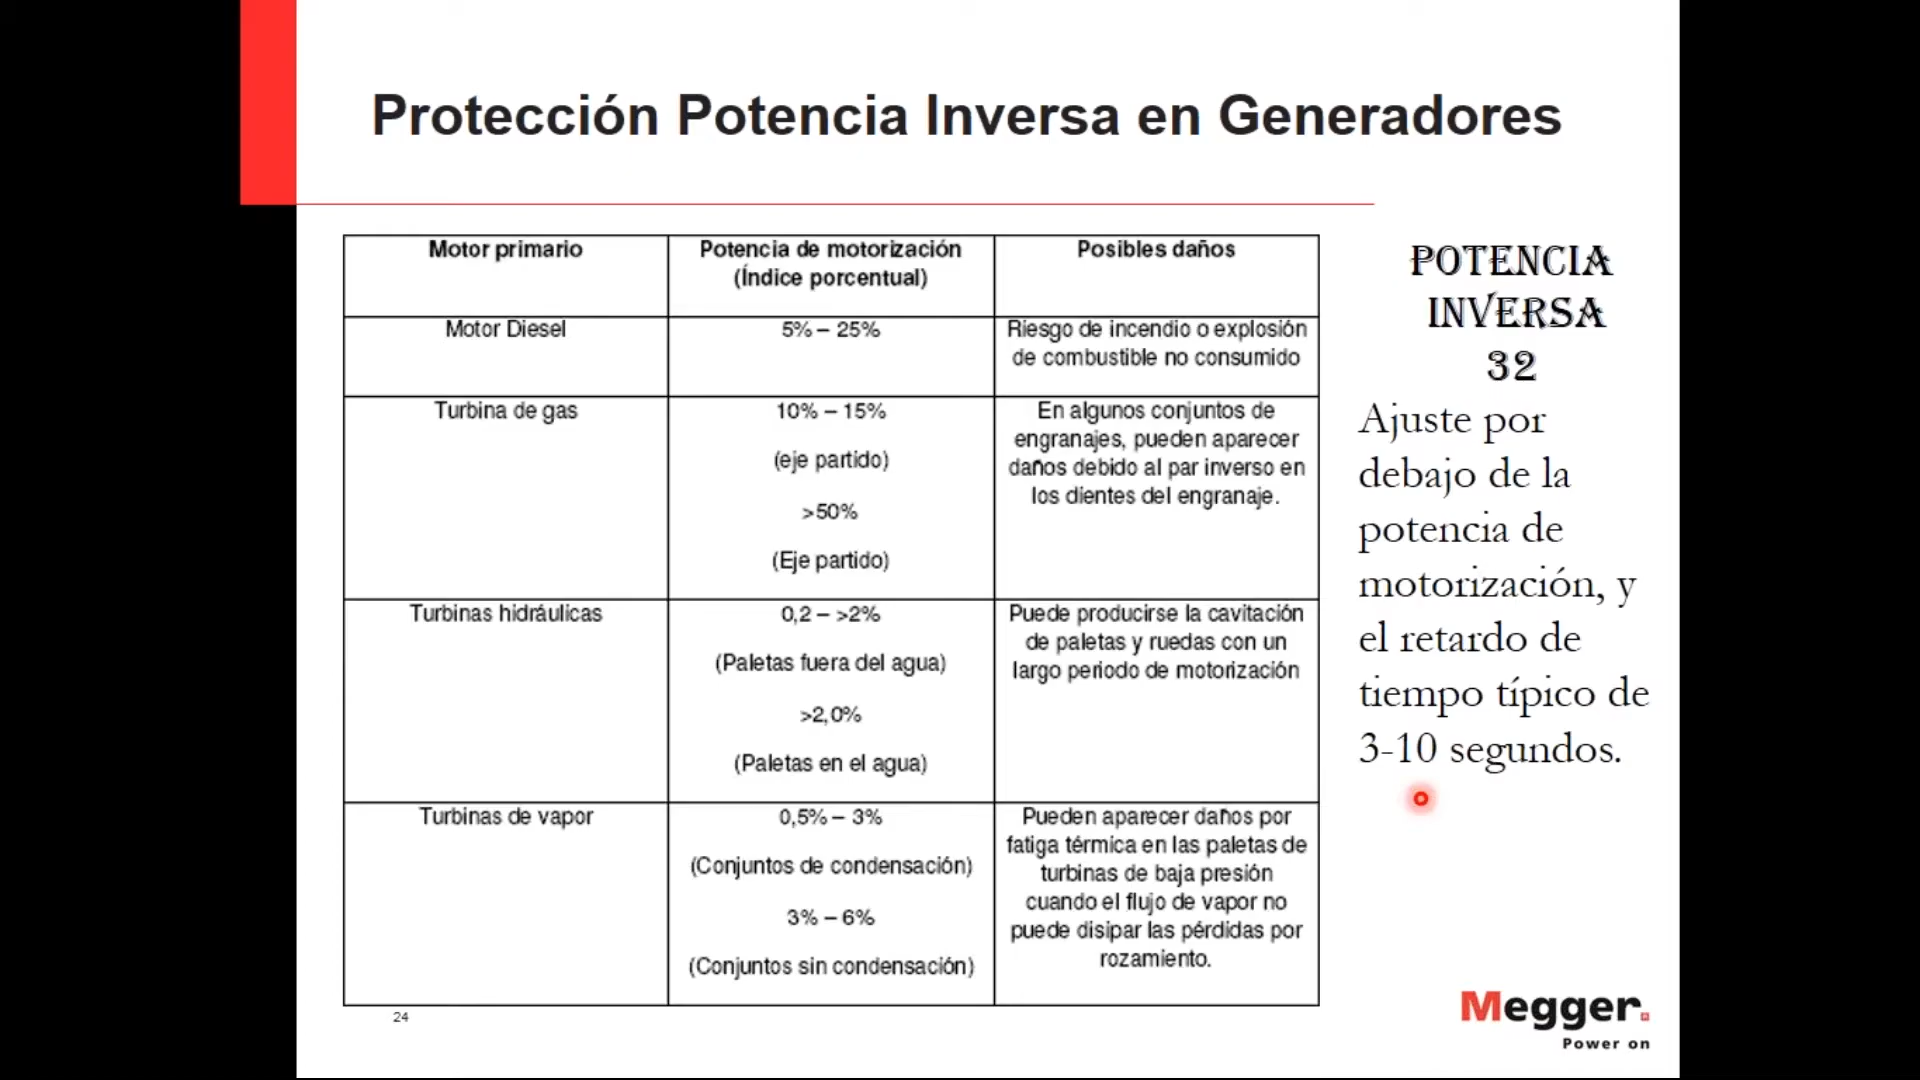 Protección Potencia Inversa en Generadores
Motor primario
Potencia de motorización
(Índice porcentual)
Posibles daños
Motor Diesel
5% – 25%
Riesgo de incendio o explosión
de combustible no consumido
Turbina de gas
10% – 15%
(eje partido)
>50%
(Eje partido)
En algunos conjuntos de
engranajes, pueden aparecer
daños debido al par inverso en
los dientes del engranaje.
Turbinas hidráulicas
0,2 – >2%
(Paletas fuera del agua)
>2,0%
(Paletas en el agua)
Puede producirse la cavitación
de paletas y ruedas con un
largo periodo de motorización
Turbinas de vapor
0,5% – 3%
(Conjuntos de condensación)
3% – 6%
(Conjuntos sin condensación)
Pueden aparecer daños por
fatiga térmica en las paletas de
turbinas de baja presión
cuando el flujo de vapor no
puede disipar las pérdidas por
rozamiento.
POTENCIA
INVERSA
32
Ajuste por
debajo de la
potencia de
motorización, y
el retardo de
tiempo típico de
3-10 segundos.
24
Megger.
Power on